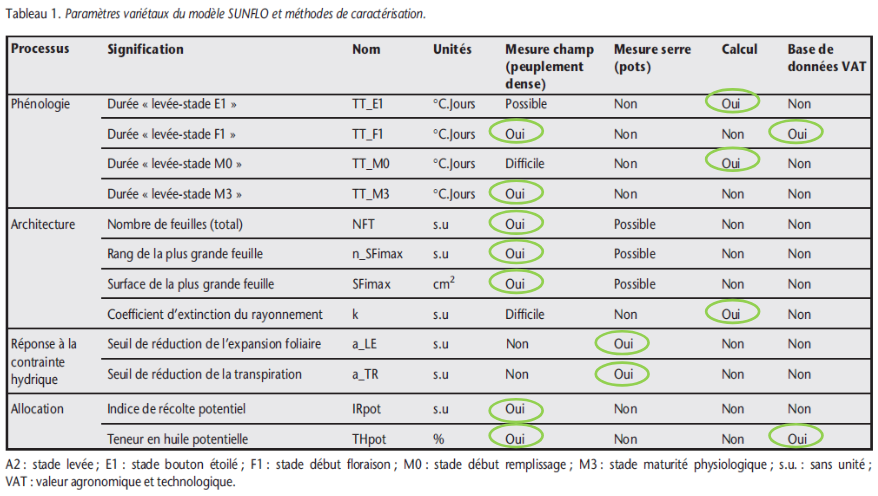 Tableau 1. Paramètres variétaux du modèle SUNFLO et méthodes de caractérisation.
Processus Signification Nom Unités Mesure champ (peuplement dense) Mesure serre (pots) Calcul Base de données VAT
Phénologie Durée « levée-stade E1 » TT_E1 °C.Jours Possible Non Oui Non
Durée « levée-stade F1 » TT_F1 °C.Jours Oui Non Non Oui
Durée « levée-stade M0 » TT_M0 °C.Jours Difficile Non Oui Non
Durée « levée-stade M3 » TT_M3 °C.Jours Oui Non Non Non
Architecture Nombre de feuilles (total) NFT s.u Oui Possible Non Non
Rang de la plus grande feuille n_SFimax s.u Oui Possible Non Non
Surface de la plus grande feuille SFimax cm² Oui Possible Non Non
Coefficient d'extinction du rayonnement k s.u Difficile Non Oui Non
Réponse à la contrainte hydrique Seuil de réduction de l'expansion foliaire a_LE s.u Non Oui Non Non
Seuil de réduction de la transpiration a_TR s.u Non Oui Non Non
Allocation Indice de récolte potentiel IRpot s.u Oui Non Non Non
Teneur en huile potentielle THpot % Oui Non Non Oui
A2 : stade levée ; E1 : stade bouton étoilé ; F1 : stade début floraison ; M0 : stade début remplissage ; M3 : stade maturité physiologique ; s.u. : sans unité ;
VAT : valeur agronomique et technologique.